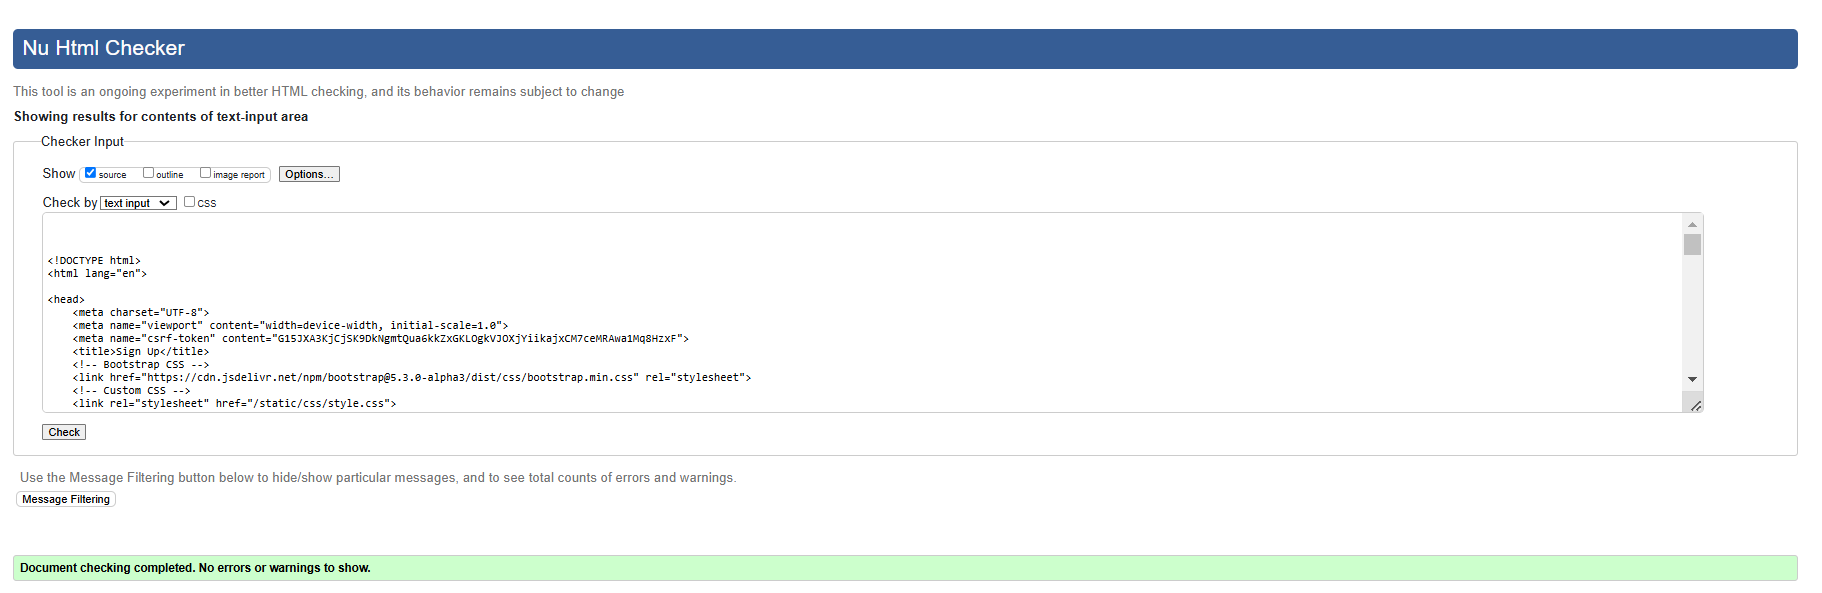 Nu Html Checker
This tool is an ongoing experiment in better HTML checking, and its behavior remains subject to change
Showing results for contents of text-input area
Checker Input
Show source outline image report Options...
Check by text input css
<!DOCTYPE html>
<html lang="en">
<head>
<meta charset="UTF-8">
<meta name="viewport" content="width=device-width, initial-scale=1.0">
<meta name="csrf-token" content="G15JXA3KjCjSK9DkNgmtQua6kkZxGKLOgkVJOXjYiikajxCM7ceMRAwa1Mq8HzxF">
<title>Sign Up</title>
<!-- Bootstrap CSS -->
<link href="https://cdn.jsdelivr.net/npm/bootstrap@5.3.0-alpha3/dist/css/bootstrap.min.css" rel="stylesheet">
<!-- Custom CSS -->
<link rel="stylesheet" href="/static/css/style.css">
Check
Use the Message Filtering button below to hide/show particular messages, and to see total counts of errors and warnings.
Message Filtering
Document checking completed. No errors or warnings to show.